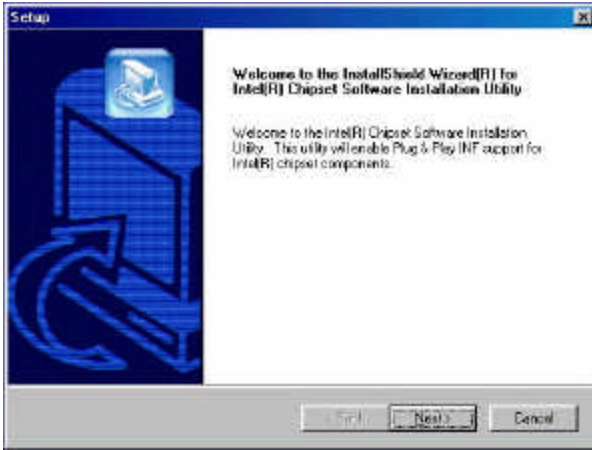 Setup
Welcome to the InstallShield Wizard(R) for
Intel(R) Chipset Software Installation Utility
Welcome to the Intel(R) Chipset Software Installation
Utility. This utility will enable Plug & Play INF support for
Intel(R) chipset components.
< Back
Next >
Cancel